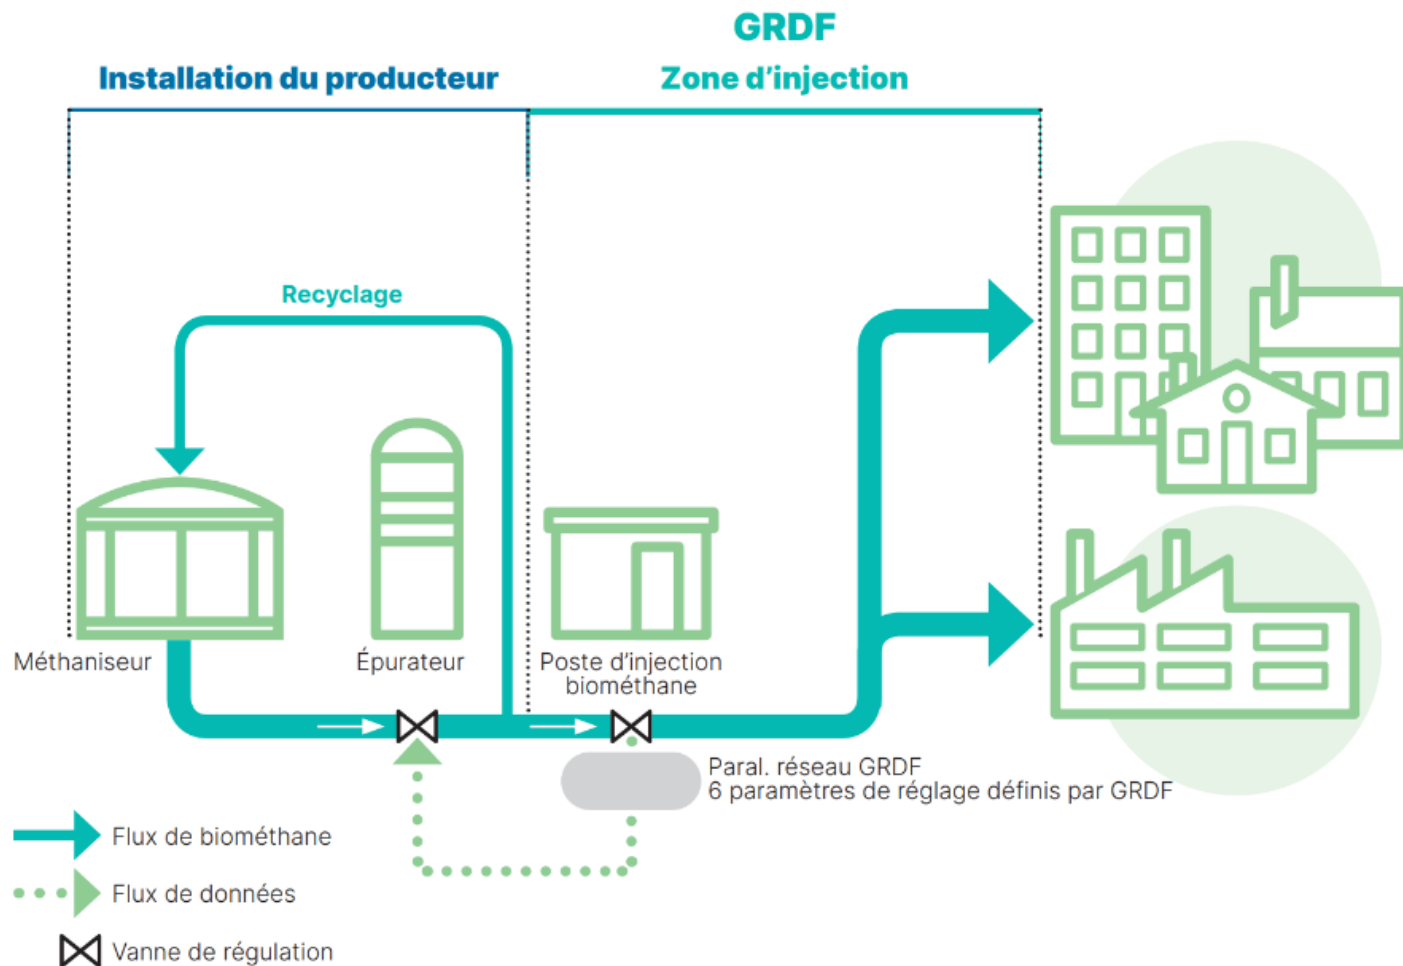 GRDF
Installation du producteur
Zone d'injection
Recyclage
Méthaniseur
Épurateur
Poste d'injection
biométhane
Paral. réseau GRDF
6 paramètres de réglage définis par GRDF
Flux de biométhane
Flux de données
Vanne de régulation